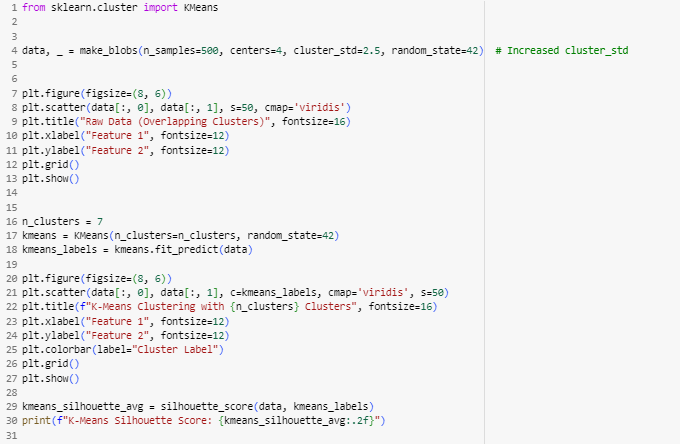 1 from sklearn.cluster import KMeans
2
3
4 data, _ = make_blobs(n_samples=500, centers=4, cluster_std=2.5, random_state=42)  # Increased cluster_std
5
6
7 plt.figure(figsize=(8, 6))
8 plt.scatter(data[:, 0], data[:, 1], s=50, cmap='viridis')
9 plt.title("Raw Data (Overlapping Clusters)", fontsize=16)
10 plt.xlabel("Feature 1", fontsize=12)
11 plt.ylabel("Feature 2", fontsize=12)
12 plt.grid()
13 plt.show()
14
15
16 n_clusters = 7
17 kmeans = KMeans(n_clusters=n_clusters, random_state=42)
18 kmeans_labels = kmeans.fit_predict(data)
19
20 plt.figure(figsize=(8, 6))
21 plt.scatter(data[:, 0], data[:, 1], c=kmeans_labels, cmap='viridis', s=50)
22 plt.title(f"K-Means Clustering with {n_clusters} Clusters", fontsize=16)
23 plt.xlabel("Feature 1", fontsize=12)
24 plt.ylabel("Feature 2", fontsize=12)
25 plt.colorbar(label="Cluster Label")
26 plt.grid()
27 plt.show()
28
29 kmeans_silhouette_avg = silhouette_score(data, kmeans_labels)
30 print(f"K-Means Silhouette Score: {kmeans_silhouette_avg:.2f}")
31